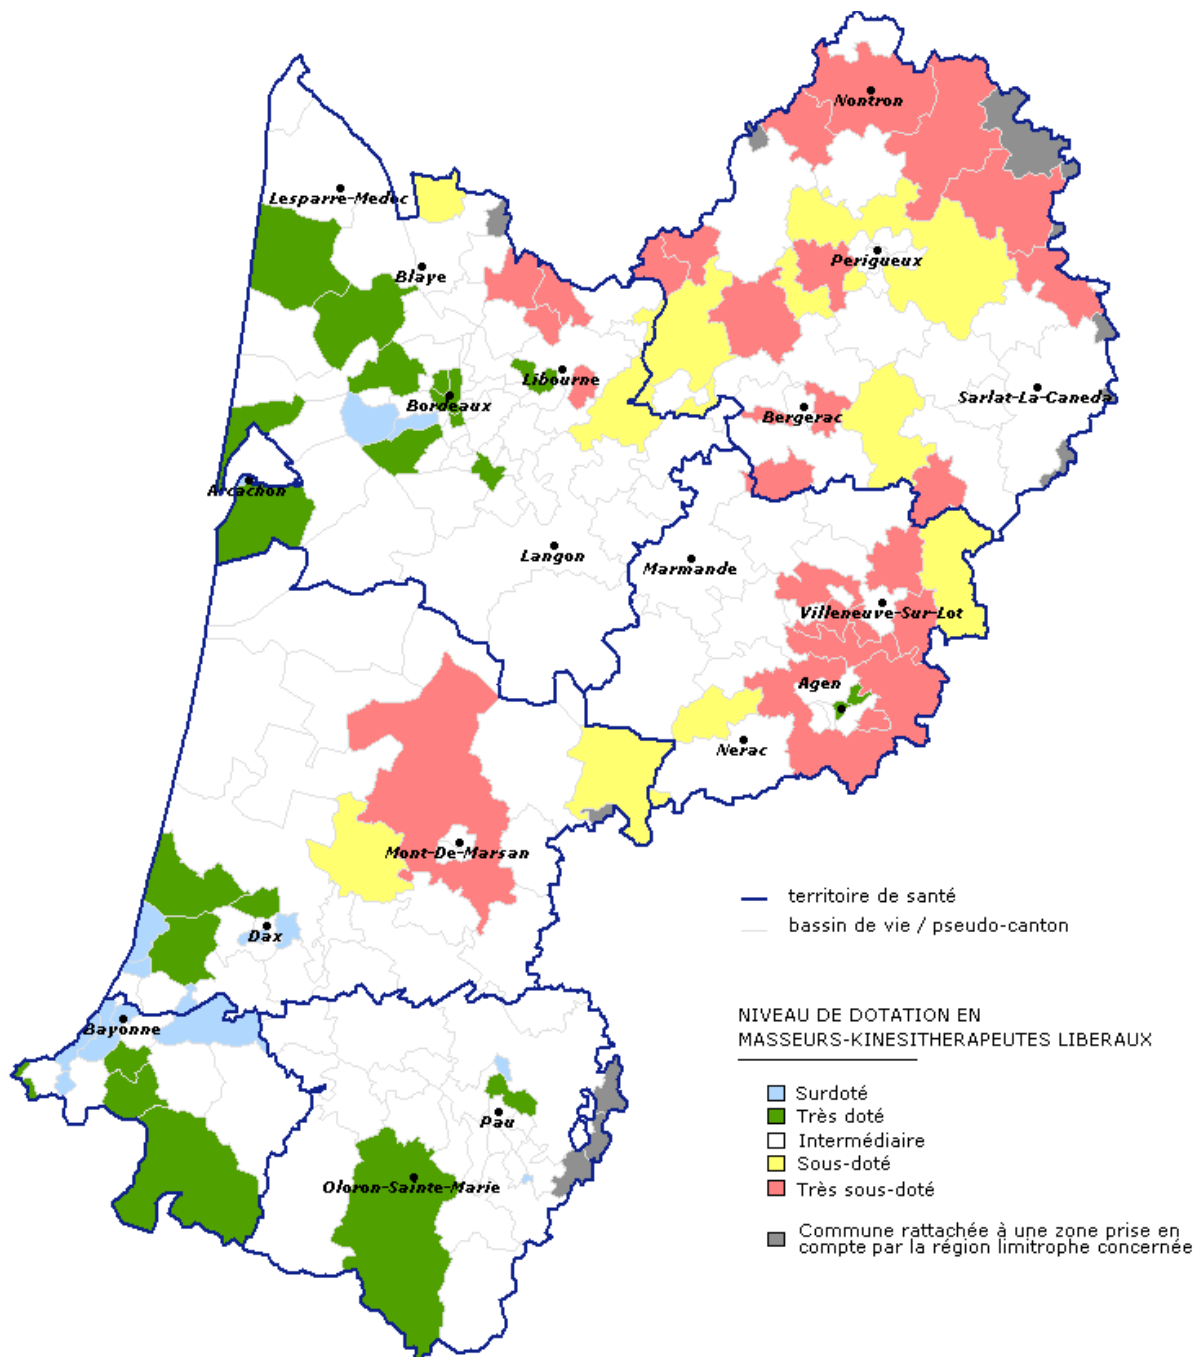 Nontron
Lesparre-Medoc
Perigueux
Blaye
Libourne
Sarlat-La-Caneda
Bordeaux
Bergerac
Arcachon
Langon
Marmande
Villeneuve-Sur-Lot
Agen
Nerac
Mont-De-Marsan
territoire de santé
bassin de vie / pseudo-canton
Dax
NIVEAU DE DOTATION EN
MASSEURS-KINESITHERAPEUTES LIBERAUX
Bayonne
Surdoté
Très doté
Pau
Intermédiaire
Sous-doté
Oloron-Sainte-Marie
Très sous-doté
Commune rattachée à une zone prise en
compte par la région limitrophe concernée